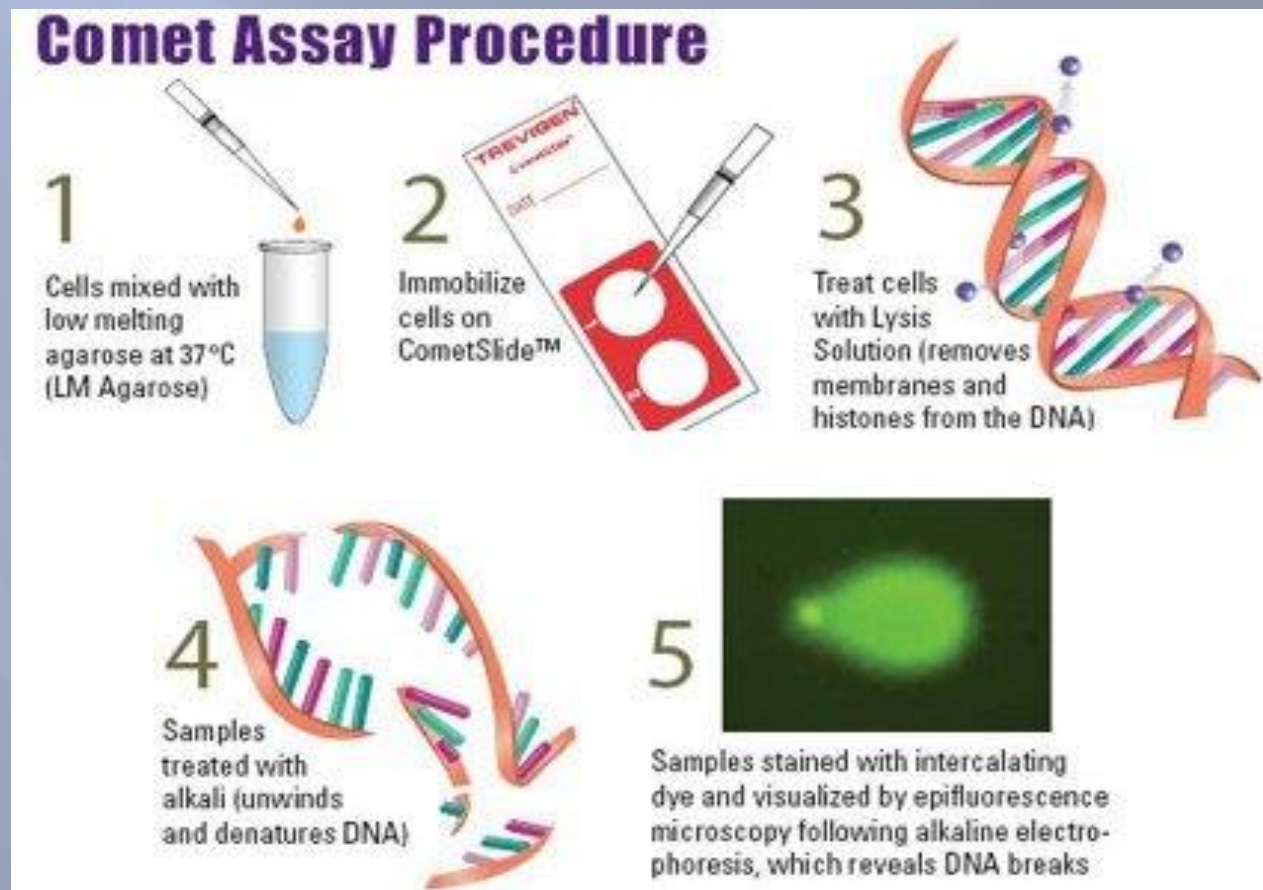 Comet Assay Procedure
1
Cells mixed with
low melting
agarose at 37°C
(LM Agarose)
2
TREVIGEN
CometSlide™
DATE
Immobilize
cells on
CometSlide™
3
Treat cells
with Lysis
Solution (removes
membranes and
histones from the DNA)
4
Samples
treated with
alkali (unwinds
and denatures DNA)
5
Samples stained with intercalating
dye and visualized by epifluorescence
microscopy following alkaline electro-
phoresis, which reveals DNA breaks